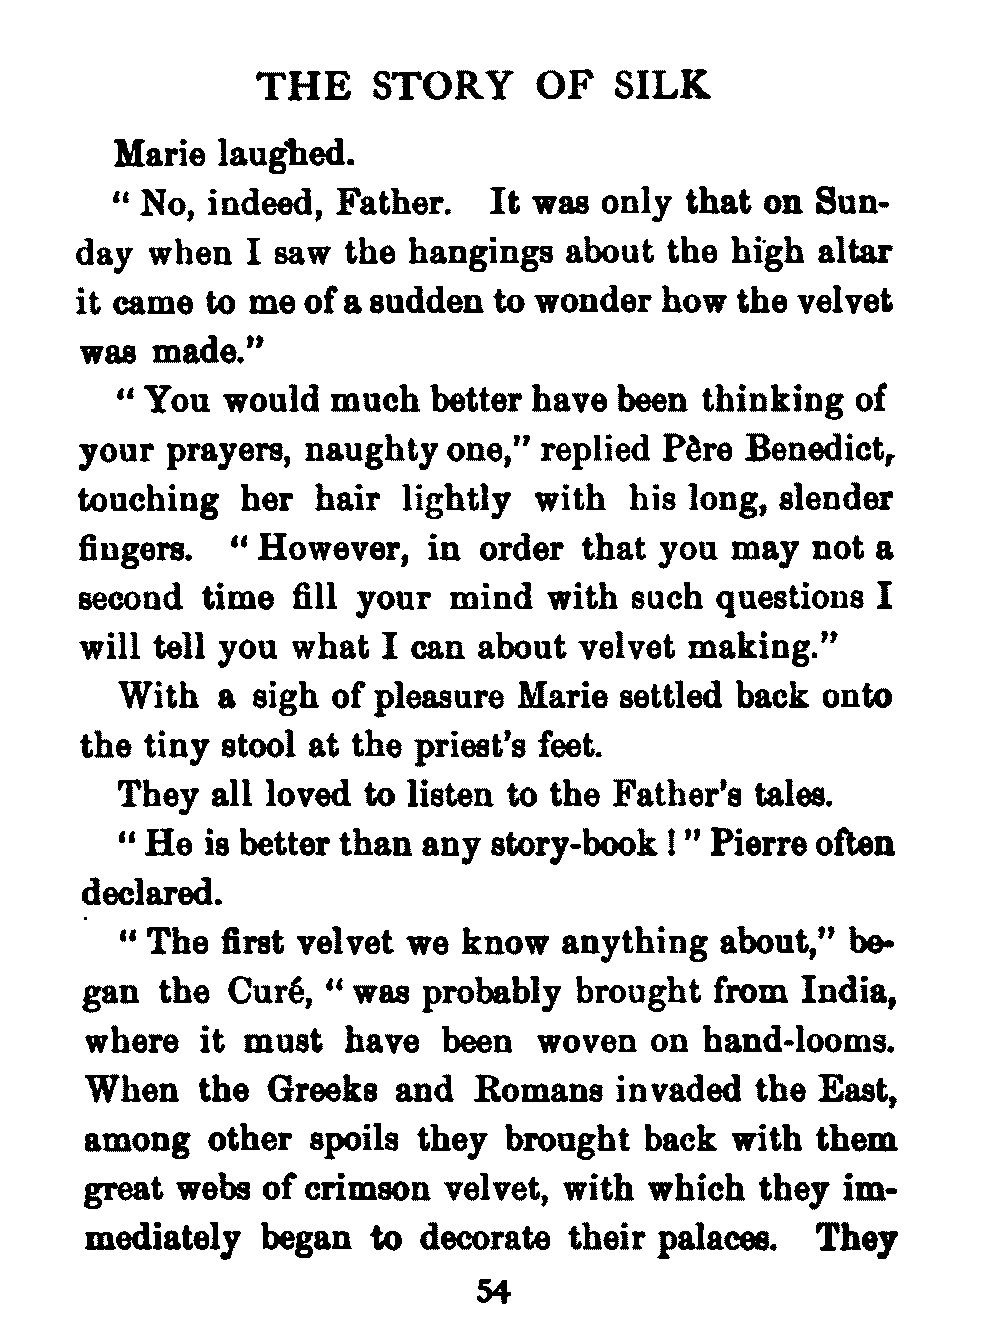 THE STORY OF SILK
Marie laughed.
“ No, indeed, Father. It was only that on Sun-
day when I saw the hangings about the high altar
it came to me of a sudden to wonder how the velvet
was made.”
“ You would much better have been thinking of
your prayers, naughty one,” replied Père Benedict,
touching her hair lightly with his long, slender
fingers. “ However, in order that you may not a
second time fill your mind with such questions I
will tell you what I can about velvet making.”
With a sigh of pleasure Marie settled back onto
the tiny stool at the priest’s feet.
They all loved to listen to the Father’s tales.
“ He is better than any story-book ! ” Pierre often
declared.
“ The first velvet we know anything about,” be-
gan the Curé, “ was probably brought from India,
where it must have been woven on hand-looms.
When the Greeks and Romans invaded the East,
among other spoils they brought back with them
great webs of crimson velvet, with which they im-
mediately began to decorate their palaces. They
54